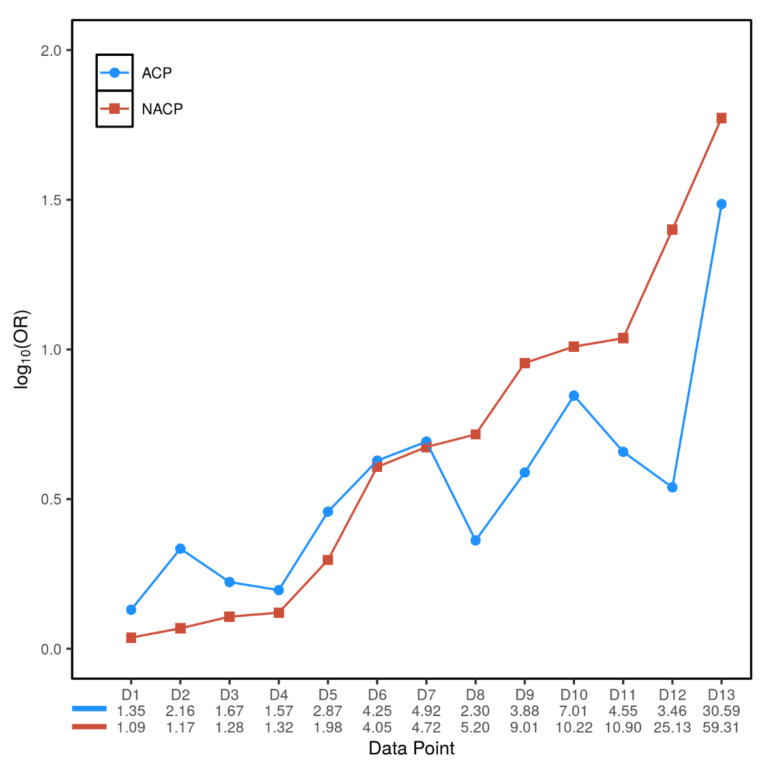 2.0
ACP
NACP
1.5
log₁₀(OR)
1.0
0.5
0.0
D1 D2 D3 D4 D5 D6 D7 D8 D9 D10 D11 D12 D13
1.35 2.16 1.67 1.57 2.87 4.25 4.92 2.30 3.88 7.01 4.55 3.46 30.59
1.09 1.17 1.28 1.32 1.98 4.05 4.72 5.20 9.01 10.22 10.90 25.13 59.31
Data Point